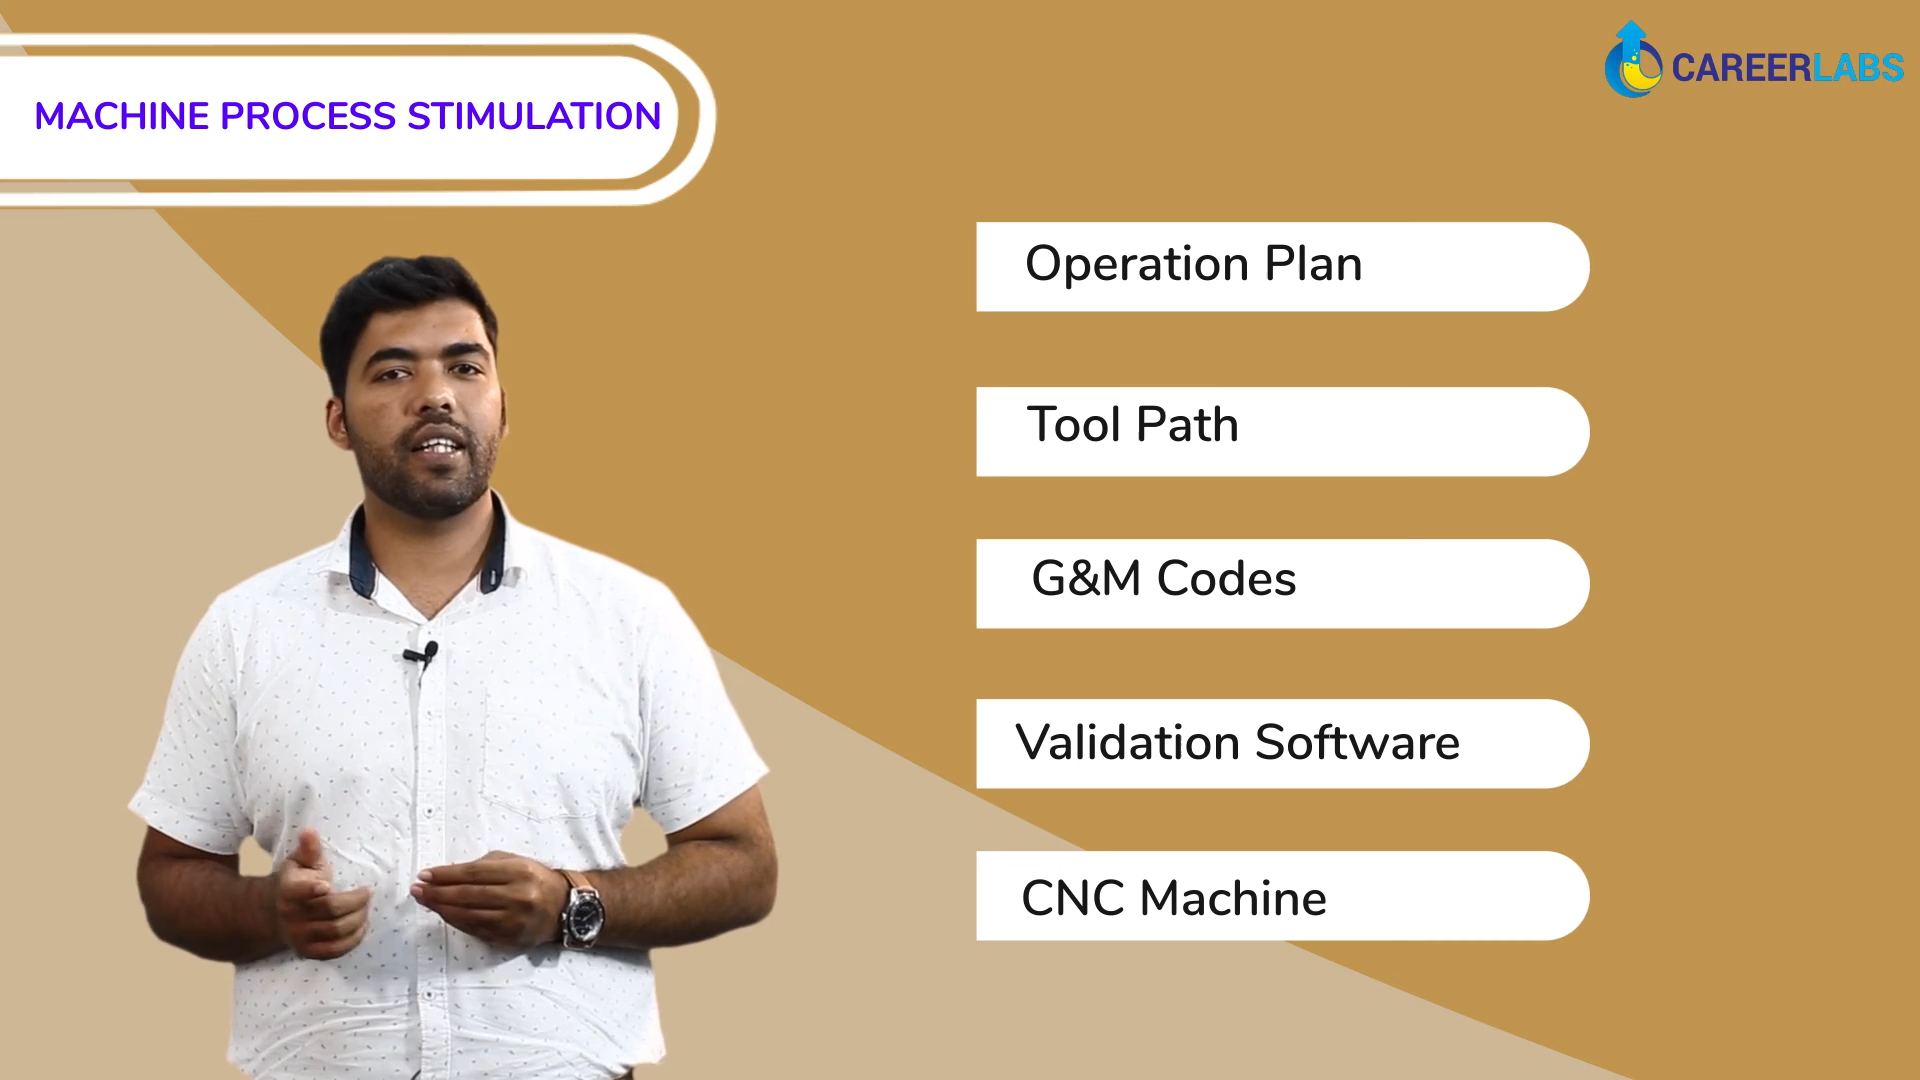 MACHINE PROCESS STIMULATION
CAREERLABS
Operation Plan
Tool Path
G&M Codes
Validation Software
CNC Machine